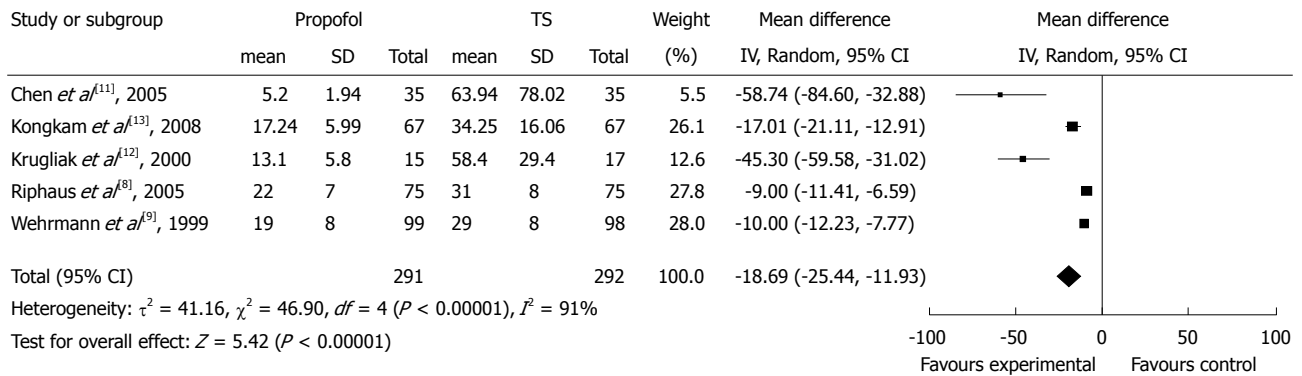 Study or subgroup Propofol TS Weight Mean difference Mean difference
mean SD Total mean SD Total (%) IV, Random, 95% CI IV, Random, 95% CI
Chen et al[11], 2005 5.2 1.94 35 63.94 78.02 35 5.5 -58.74 (-84.60, -32.88)
Kongkam et al[13], 2008 17.24 5.99 67 34.25 16.06 67 26.1 -17.01 (-21.11, -12.91)
Krugliak et al[12], 2000 13.1 5.8 15 58.4 29.4 17 12.6 -45.30 (-59.58, -31.02)
Riphaus et al[8], 2005 22 7 75 31 8 75 27.8 -9.00 (-11.41, -6.59)
Wehrmann et al[9], 1999 19 8 99 29 8 98 28.0 -10.00 (-12.23, -7.77)
Total (95% CI) 291 292 100.0 -18.69 (-25.44, -11.93)
Heterogeneity: τ² = 41.16, χ² = 46.90, df = 4 (P < 0.00001), I² = 91%
Test for overall effect: Z = 5.42 (P < 0.00001)
-100 -50 0 50 100
Favours experimental Favours control